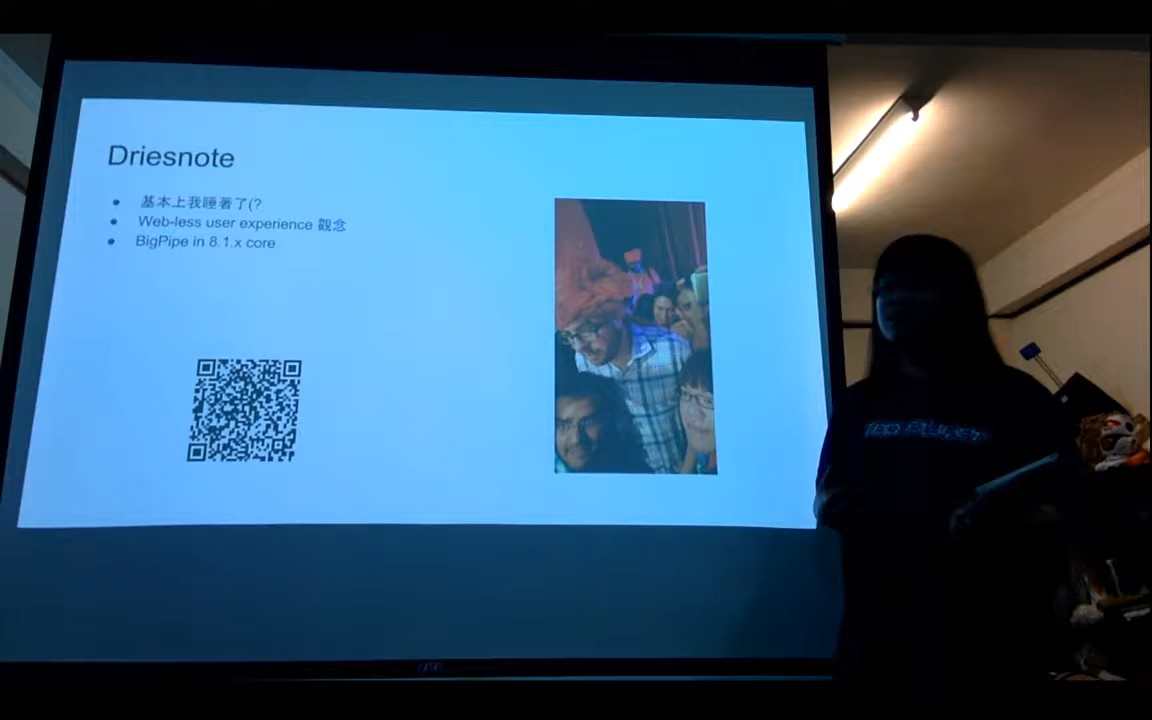 Driesnote
基本上我睡著了(?
Web-less user experience 觀念
BigPipe in 8.1.x core